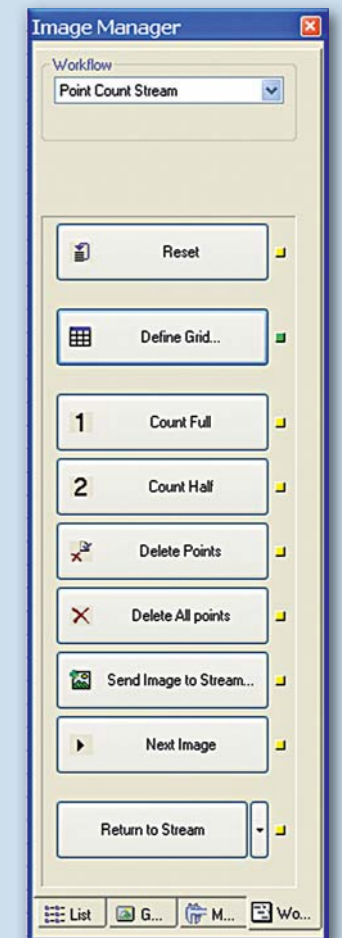 Image Manager
Workflow
Point Count Stream
Reset
Define Grid...
1 Count Full
2 Count Half
Delete Points
Delete All points
Send Image to Stream...
Next Image
Return to Stream
List G... M... Wo...